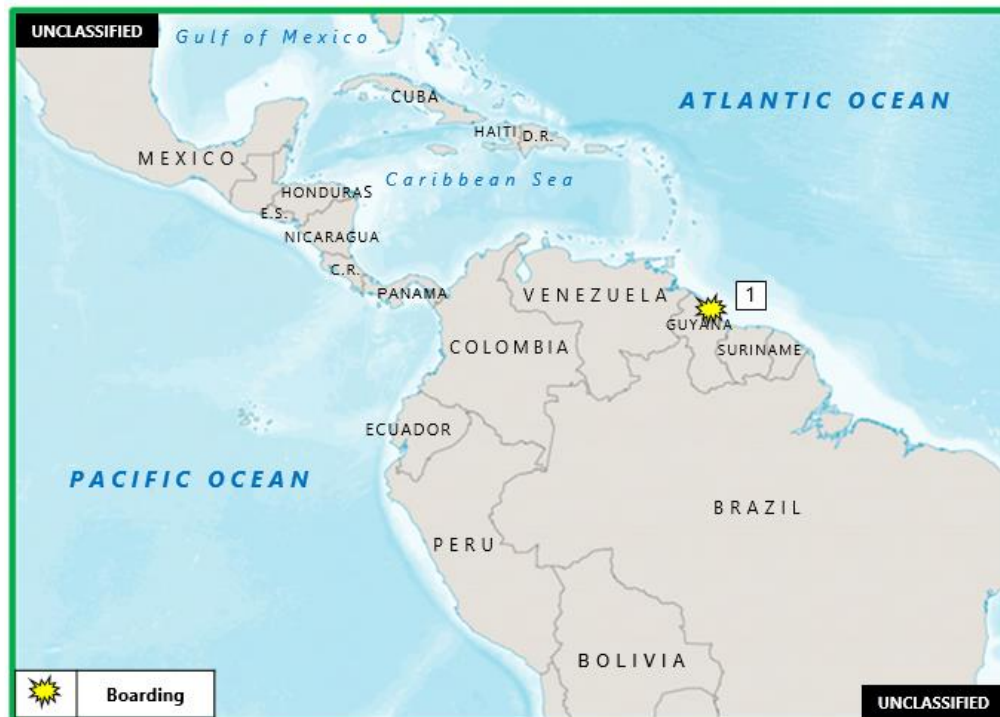 UNCLASSIFIED
Gulf of Mexico
ATLANTIC OCEAN
CUBA
HAITI
D.R.
MEXICO
Caribbean Sea
HONDURAS
E.S.
NICARAGUA
C.R.
PANAMA
VENEZUELA
1
GUYANA
SURINAME
COLOMBIA
ECUADOR
PACIFIC OCEAN
BRAZIL
PERU
BOLIVIA
Boarding
UNCLASSIFIED